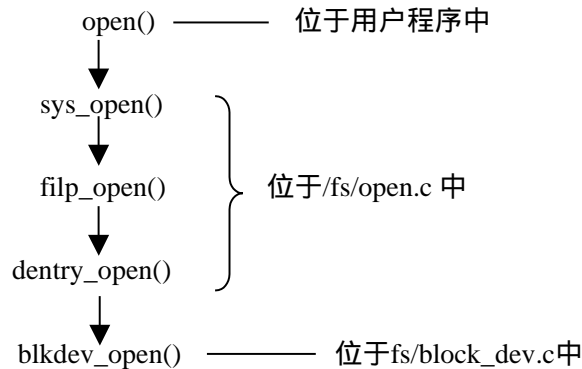 open() 位于用户程序中
sys_open()
filp_open() 位于/fs/open.c 中
dentry_open()
blkdev_open() 位于fs/block_dev.c中